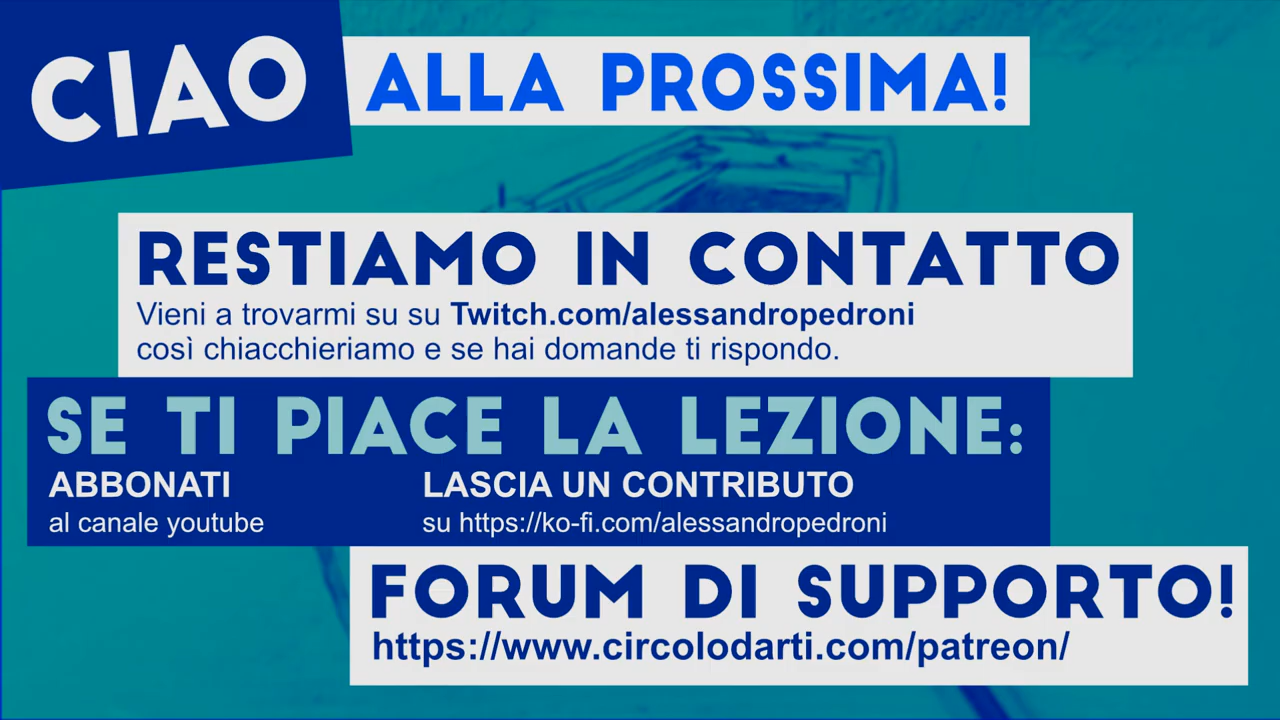 CIAO
ALLA PROSSIMA!
RESTIAMO IN CONTATTO
Vieni a trovarmi su su Twitch.com/alessandropedroni
così chiacchieriamo e se hai domande ti rispondo.
SE TI PIACE LA LEZIONE:
ABBONATI
al canale youtube
LASCIA UN CONTRIBUTO
su https://ko-fi.com/alessandropedroni
FORUM DI SUPPORTO!
https://www.circolodarti.com/patreon/